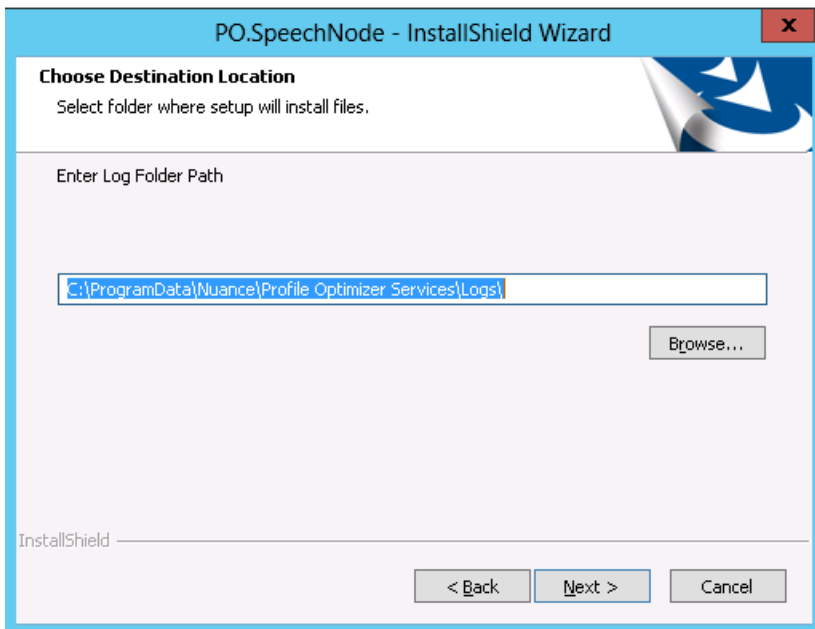 PO.SpeechNode - InstallShield Wizard
x
Choose Destination Location
Select folder where setup will install files.
Enter Log Folder Path
C:\ProgramData\Nuance\Profile Optimizer Services\Logs\
Browse...
InstallShield
< Back
Next >
Cancel